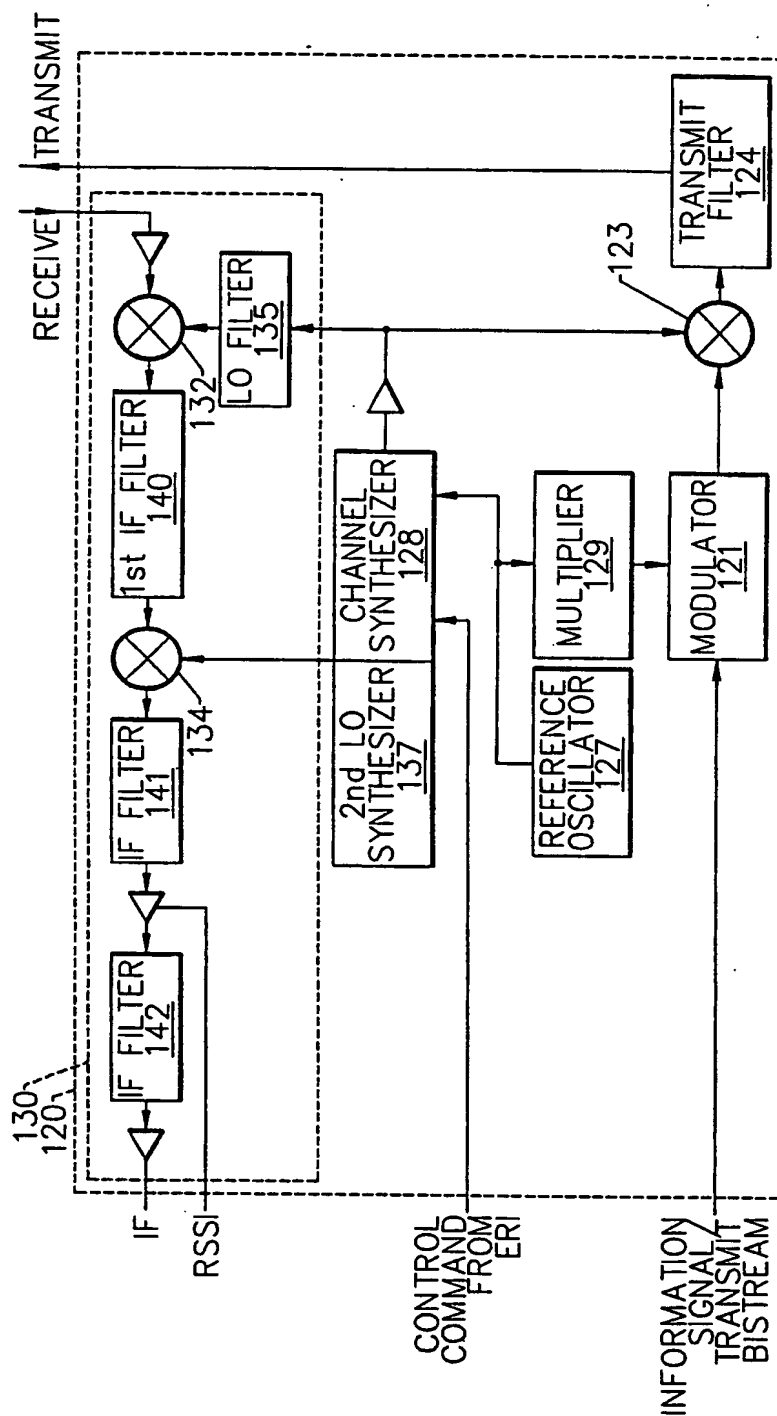 130
120
IF
RSSI
IF FILTER
142
IF FILTER
141
134
1st IF FILTER
140
132
RECEIVE
TRANSMIT
LO FILTER
135
2nd LO
SYNTHESIZER
137
CHANNEL
SYNTHESIZER
128
CONTROL
COMMAND
FROM
ERI
REFERENCE
OSCILLATOR
127
MULTIPLIER
129
123
TRANSMIT
FILTER
124
MODULATOR
121
INFORMATION
SIGNAL/
TRANSMIT
BISTREAM